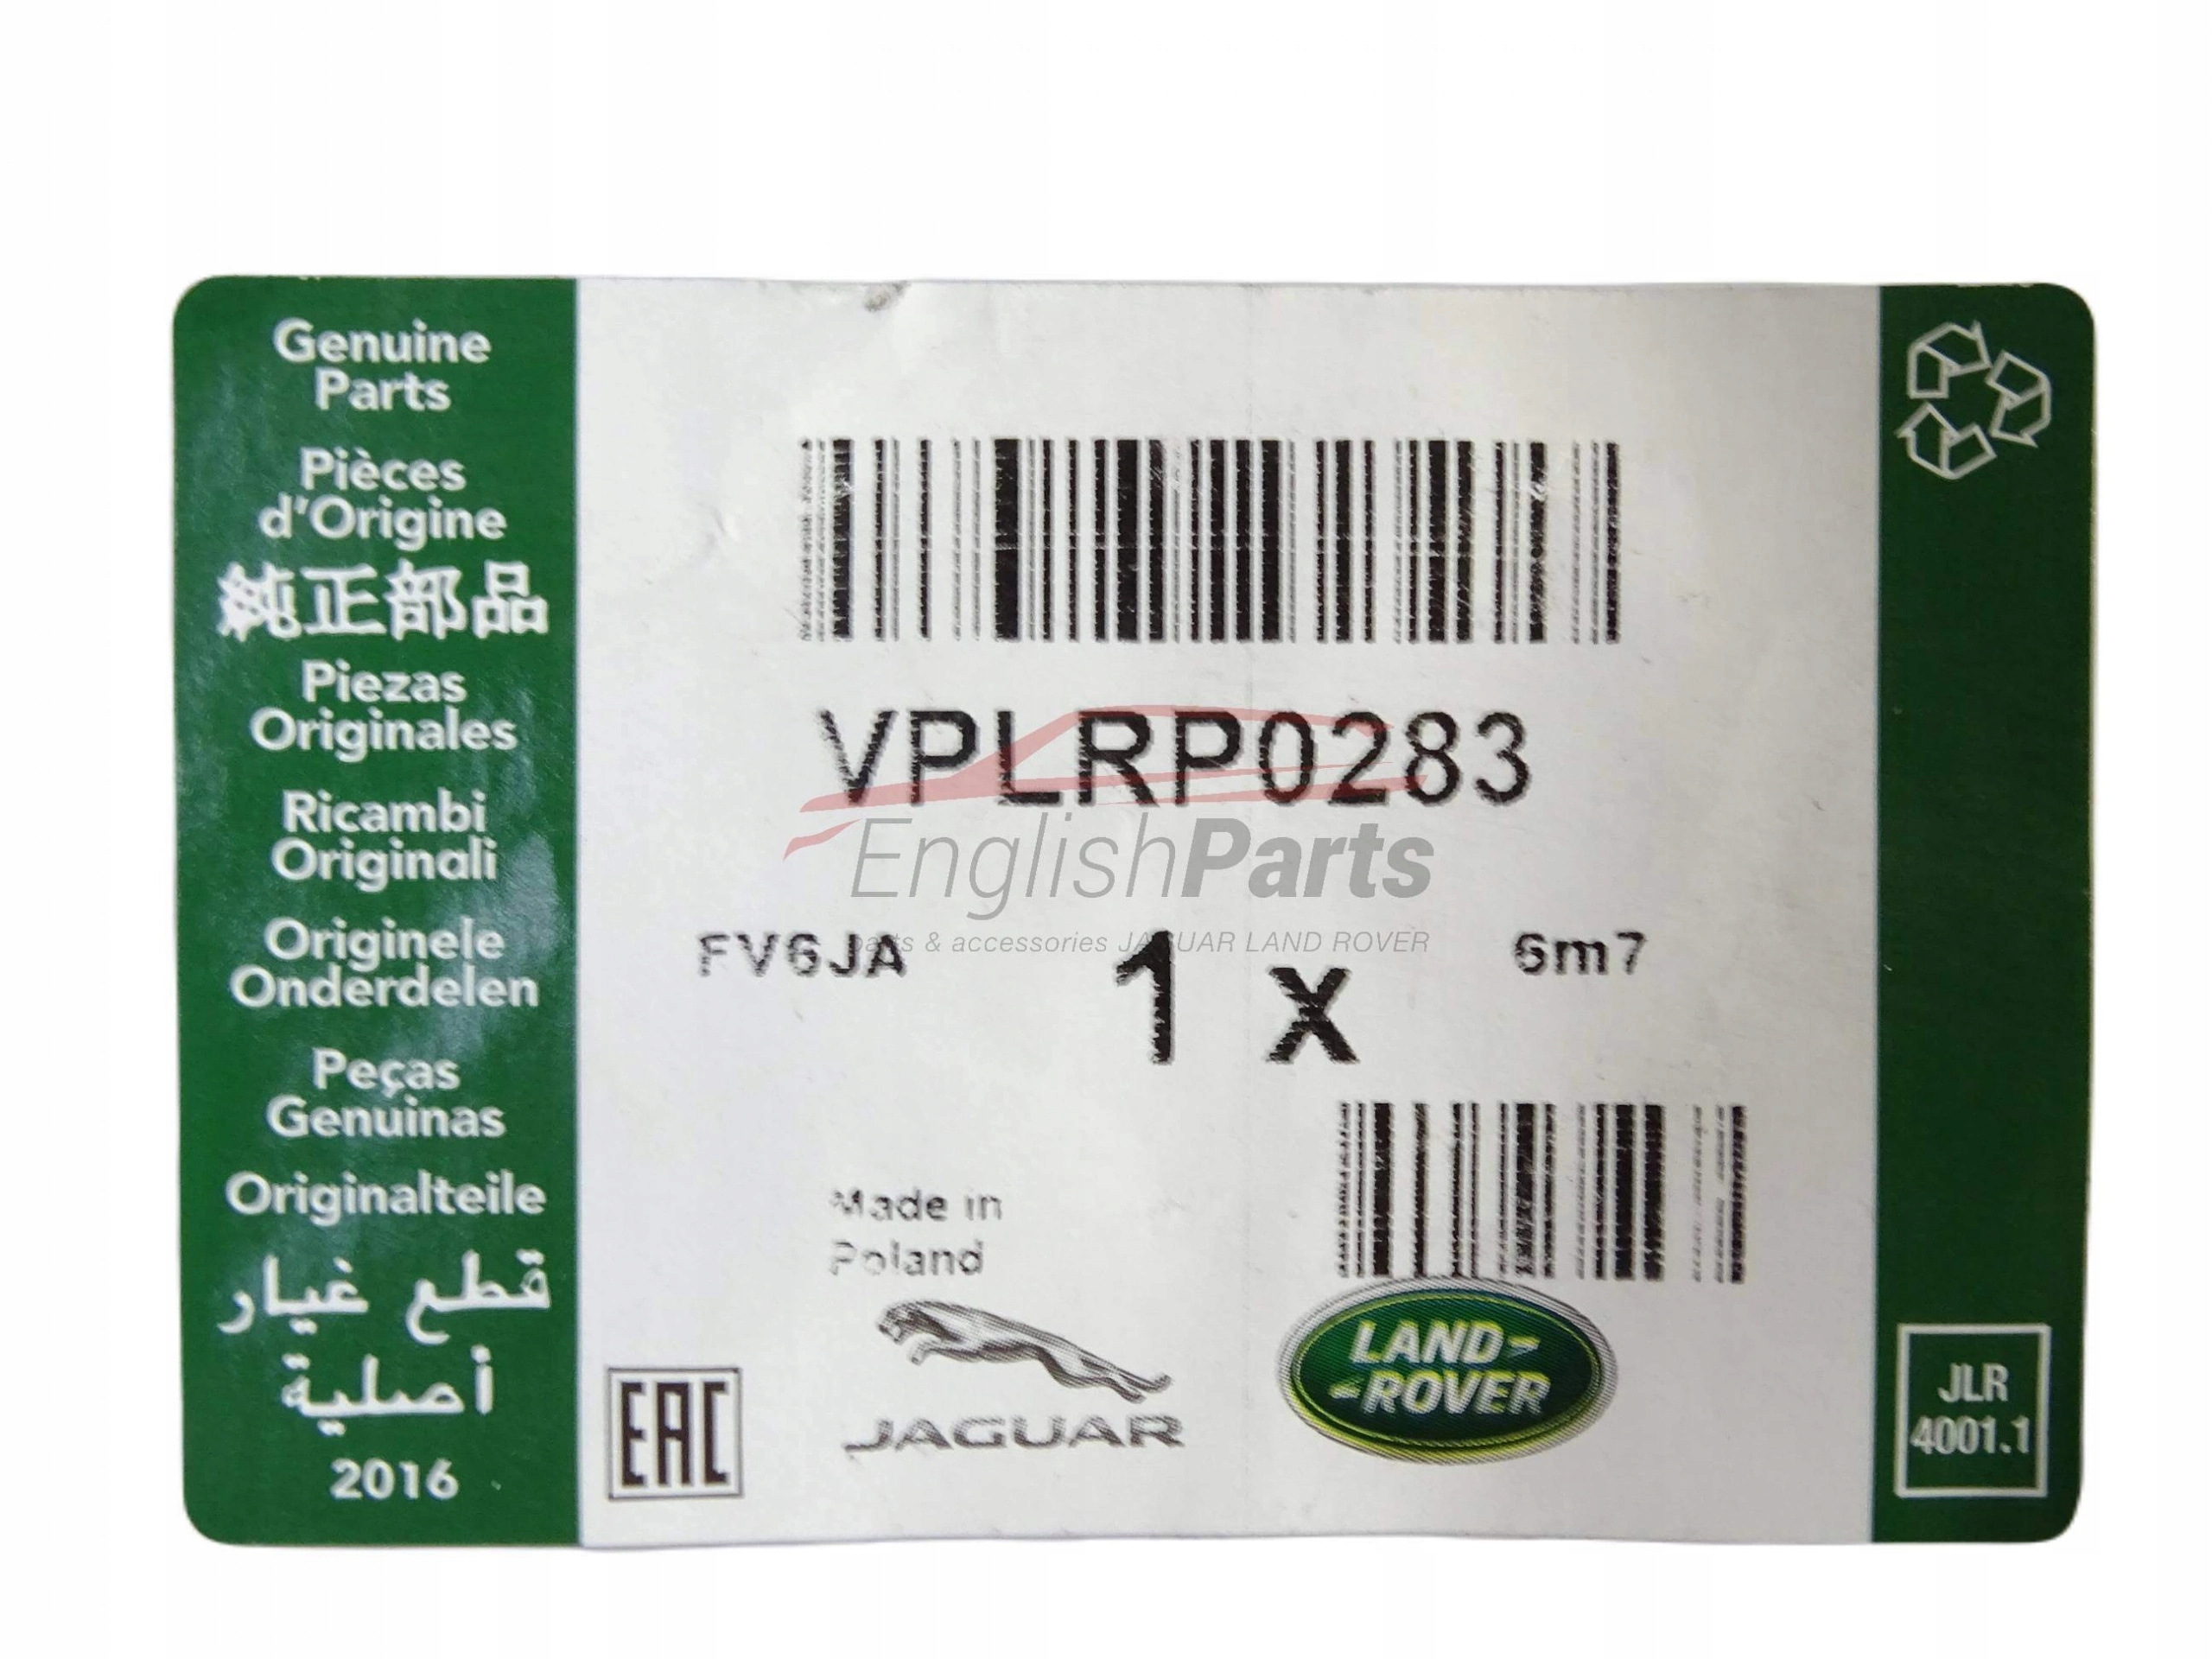 Genuine
Parts
Pièces
d'Origine
純正部品
Piezas
Originales
Ricambi
Originali
Originele
Onderdelen
Peças
Genuinas
Originalteile
قطع غيار
أصلية
2016
VPLRP0283
EnglishParts
parts & accessories JAGUAR LAND ROVER
FV6JA
1 x
6m7
Made in
Poland
EAC
JAGUAR
LAND-
-ROVER
JLR
4001.1